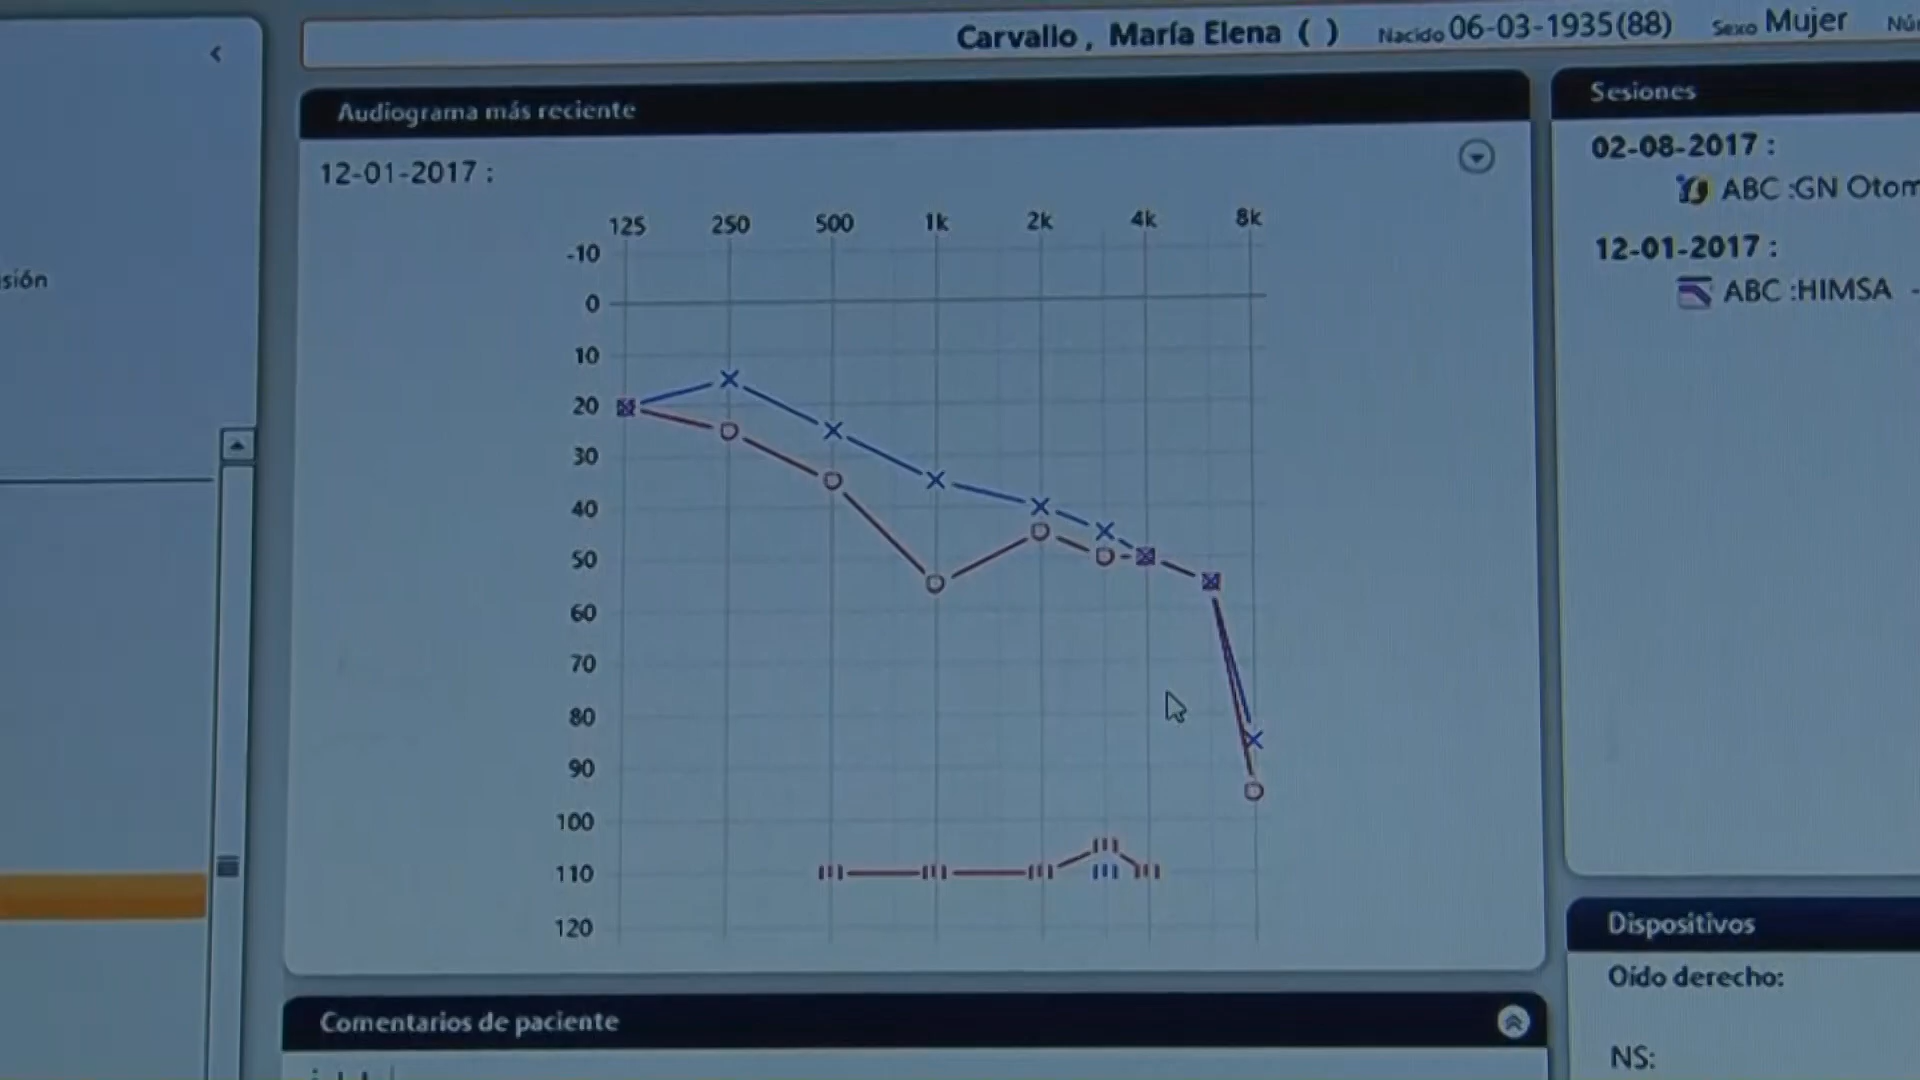 Carvallo , María Elena ( ) Nacido 06-03-1935(88) Sexo Mujer
Audiograma más reciente
12-01-2017 :
125 250 500 1k 2k 4k 8k
-10
0
10
20
30
40
50
60
70
80
90
100
110
120
Comentarios de paciente
sión
Sesiones
02-08-2017 :
ABC :GN Otom
12-01-2017 :
ABC :HIMSA -
Dispositivos
Oído derecho:
NS: